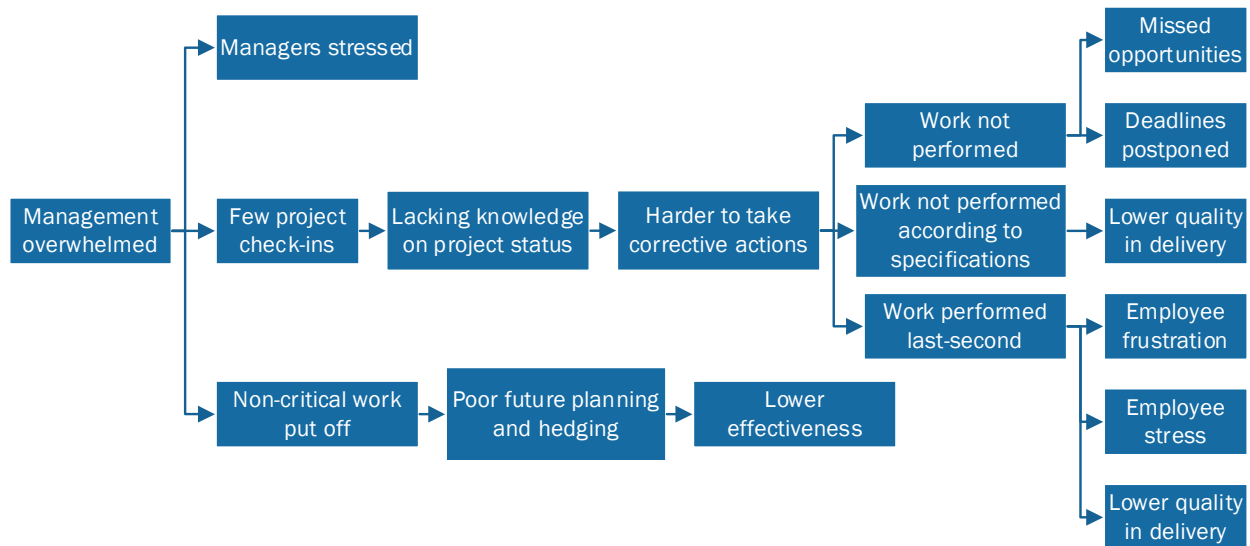 Managers stressed
Missed
opportunities
Work not
performed
Deadlines
postponed
Management
overwhelmed
Few project
check-ins
Lacking knowledge
on project status
Harder to take
corrective actions
Work not performed
according to
specifications
Lower quality
in delivery
Work performed
last-second
Employee
frustration
Non-critical work
put off
Poor future planning
and hedging
Lower
effectiveness
Employee
stress
Lower quality
in delivery